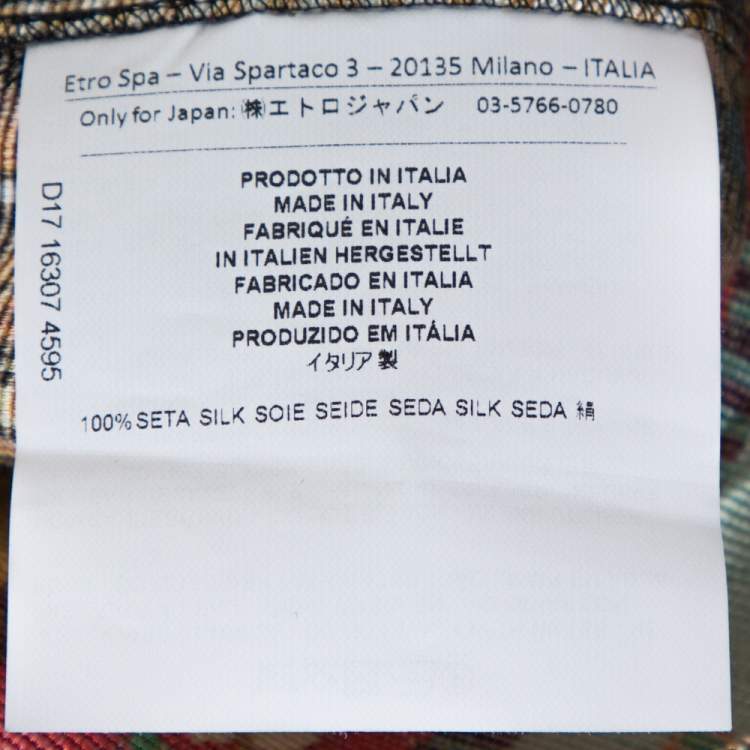 Etro Spa – Via Spartaco 3 – 20135 Milano – ITALIA
Only for Japan: ㈱エトロジャパン 03-5766-0780
PRODOTTO IN ITALIA
MADE IN ITALY
FABRIQUÉ EN ITALIE
IN ITALIEN HERGESTELLT
FABRICADO EN ITALIA
MADE IN ITALY
PRODUZIDO EM ITÁLIA
イタリア製
100% SETA SILK SOIE SEIDE SEDA SILK SEDA 絹
D17 16307 4595